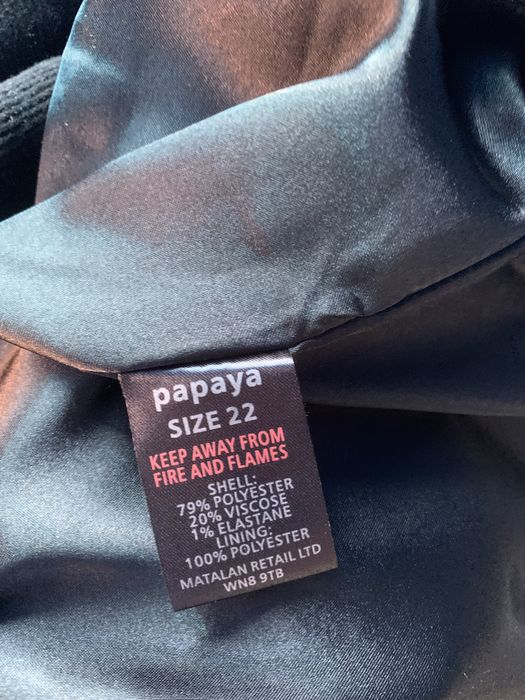 papaya
SIZE 22
KEEP AWAY FROM
FIRE AND FLAMES
SHELL:
79% POLYESTER
20% VISCOSE
1% ELASTANE
LINING:
100% POLYESTER
MATALAN RETAIL LTD
WN8 9TB